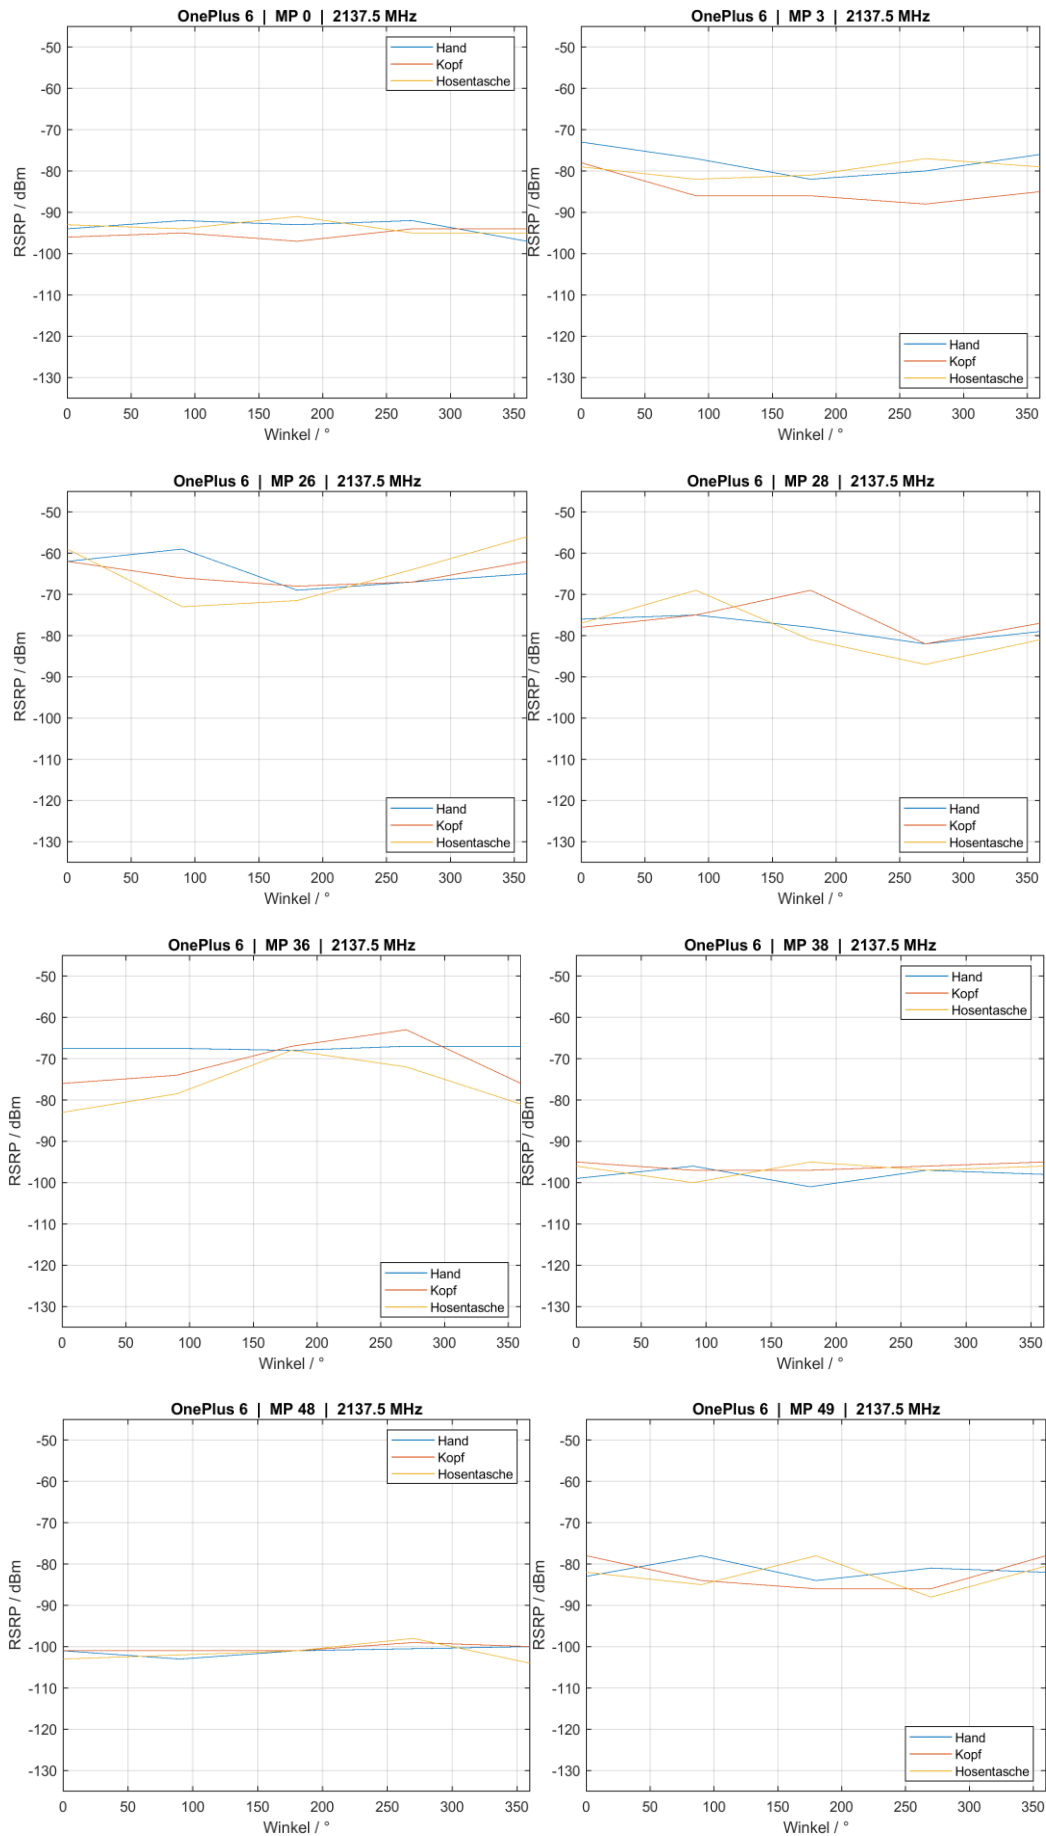 OnePlus 6 | MP 0 | 2137.5 MHz
-50
-60
-70
-80
-90
-100
-110
-120
-130
RSRP / dBm
Hand
Kopf
Hosentasche
0 50 100 150 200 250 300 350
Winkel / °
OnePlus 6 | MP 3 | 2137.5 MHz
-50
-60
-70
-80
-90
-100
-110
-120
-130
RSRP / dBm
Hand
Kopf
Hosentasche
0 50 100 150 200 250 300 350
Winkel / °
OnePlus 6 | MP 26 | 2137.5 MHz
-50
-60
-70
-80
-90
-100
-110
-120
-130
RSRP / dBm
Hand
Kopf
Hosentasche
0 50 100 150 200 250 300 350
Winkel / °
OnePlus 6 | MP 28 | 2137.5 MHz
-50
-60
-70
-80
-90
-100
-110
-120
-130
RSRP / dBm
Hand
Kopf
Hosentasche
0 50 100 150 200 250 300 350
Winkel / °
OnePlus 6 | MP 36 | 2137.5 MHz
-50
-60
-70
-80
-90
-100
-110
-120
-130
RSRP / dBm
Hand
Kopf
Hosentasche
0 50 100 150 200 250 300 350
Winkel / °
OnePlus 6 | MP 38 | 2137.5 MHz
-50
-60
-70
-80
-90
-100
-110
-120
-130
RSRP / dBm
Hand
Kopf
Hosentasche
0 50 100 150 200 250 300 350
Winkel / °
OnePlus 6 | MP 48 | 2137.5 MHz
-50
-60
-70
-80
-90
-100
-110
-120
-130
RSRP / dBm
Hand
Kopf
Hosentasche
0 50 100 150 200 250 300 350
Winkel / °
OnePlus 6 | MP 49 | 2137.5 MHz
-50
-60
-70
-80
-90
-100
-110
-120
-130
RSRP / dBm
Hand
Kopf
Hosentasche
0 50 100 150 200 250 300 350
Winkel / °